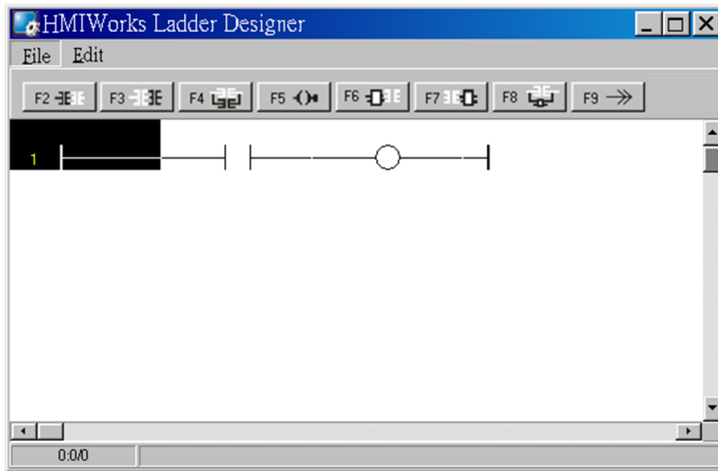 HMIWorks Ladder Designer
File Edit
F2 F3 F4 F5 F6 F7 F8 F9
1
0:0/0